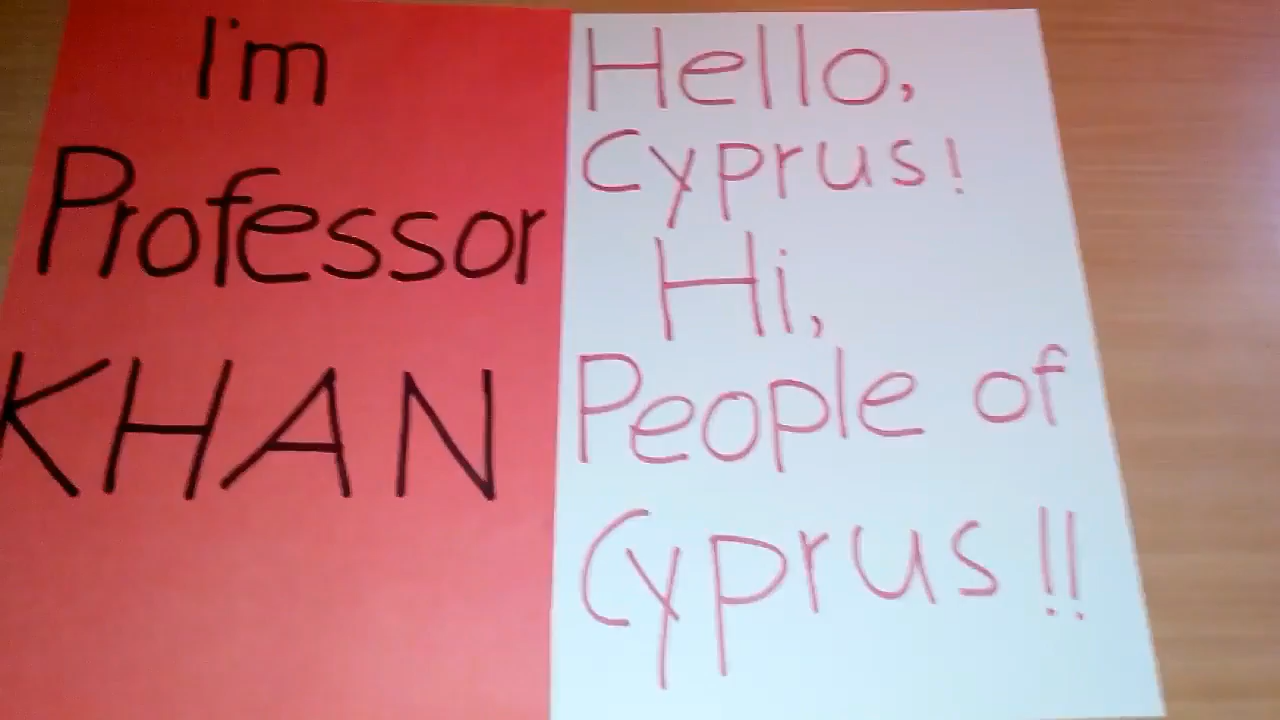 I'm
Professor
KHAN
Hello,
Cyprus!
Hi,
People of
Cyprus!!